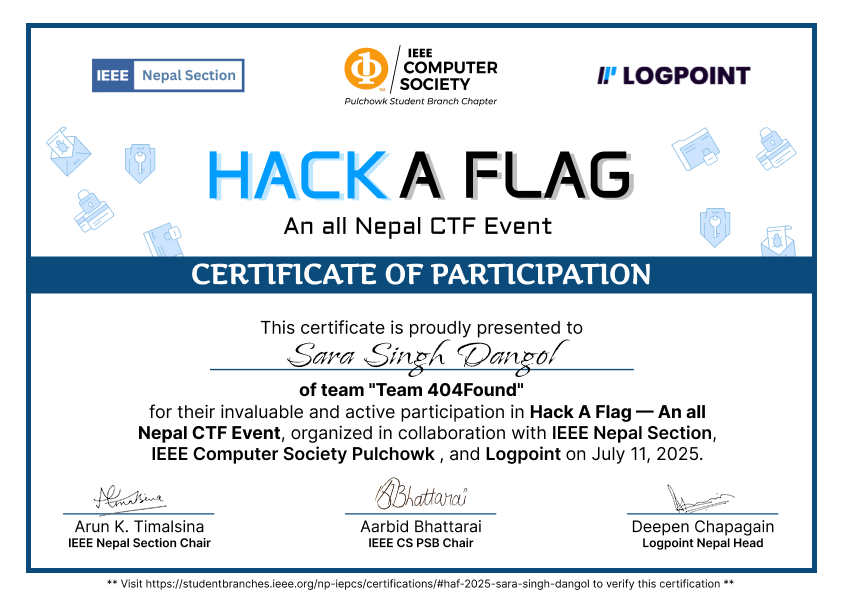 IEEE Nepal Section
IEEE
COMPUTER
SOCIETY
TM
Pulchowk Student Branch Chapter
LOGPOINT
HACK A FLAG
An all Nepal CTF Event
CERTIFICATE OF PARTICIPATION
This certificate is proudly presented to
Sara Singh Dangol
of team "Team 404Found"
for their invaluable and active participation in Hack A Flag — An all
Nepal CTF Event, organized in collaboration with IEEE Nepal Section,
IEEE Computer Society Pulchowk , and Logpoint on July 11, 2025.
ATimalsina
ABhattarai
Arun K. Timalsina
Aarbid Bhattarai
Deepen Chapagain
IEEE Nepal Section Chair
IEEE CS PSB Chair
Logpoint Nepal Head
** Visit https://studentbranches.ieee.org/np-iepcs/certifications/#haf-2025-sara-singh-dangol to verify this certification **